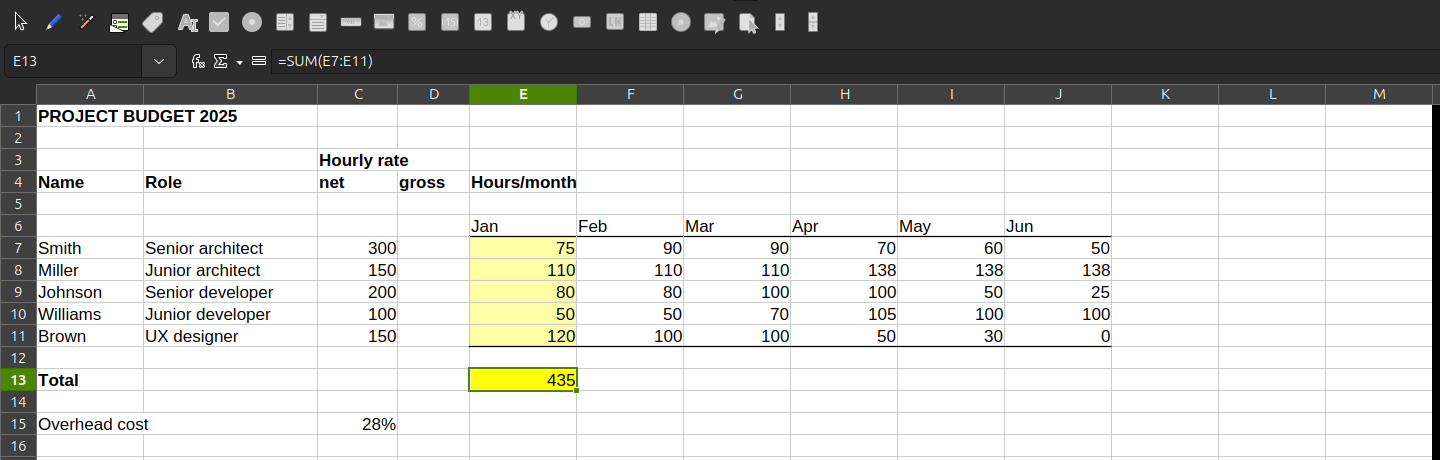 E13 =SUM(E7:E11)
A B C D E F G H I J K L M
1 PROJECT BUDGET 2025
2
3 Hourly rate
4 Name Role net gross Hours/month
5
6 Jan Feb Mar Apr May Jun
7 Smith Senior architect 300 75 90 90 70 60 50
8 Miller Junior architect 150 110 110 110 138 138 138
9 Johnson Senior developer 200 80 80 100 100 50 25
10 Williams Junior developer 100 50 50 70 105 100 100
11 Brown UX designer 150 120 100 100 50 30 0
12
13 Total 435
14
15 Overhead cost 28%
16